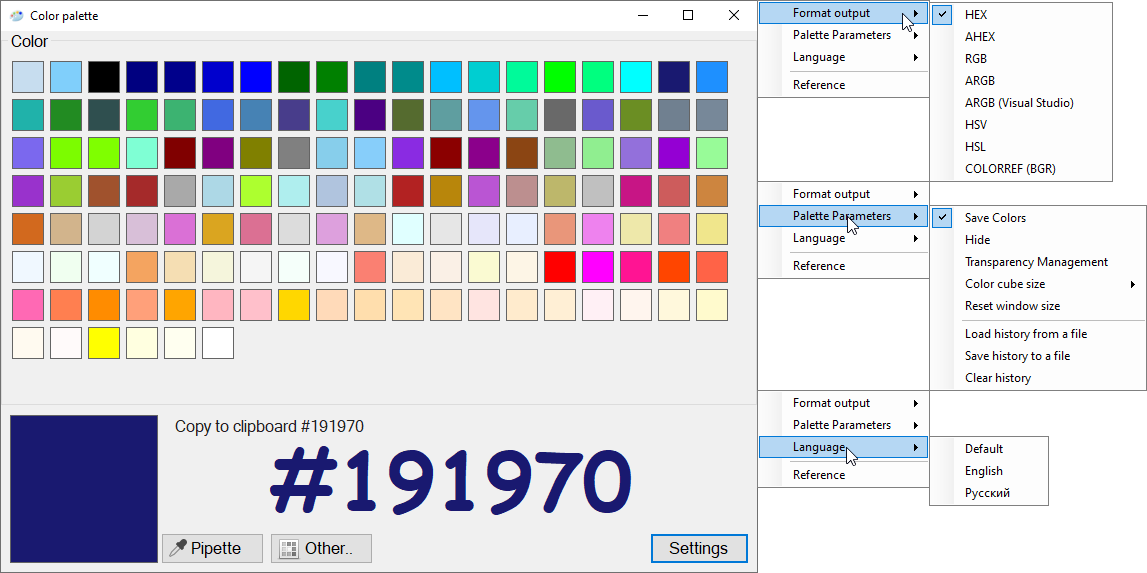 Color palette
Color
Copy to clipboard #191970
#191970
Pipette
Other..
Settings
Format output
Palette Parameters
Language
Reference
HEX
AHEX
RGB
ARGB
ARGB (Visual Studio)
HSV
HSL
COLORREF (BGR)
Format output
Palette Parameters
Language
Reference
Save Colors
Hide
Transparency Management
Color cube size
Reset window size
Load history from a file
Save history to a file
Clear history
Format output
Palette Parameters
Language
Reference
Default
English
Русский